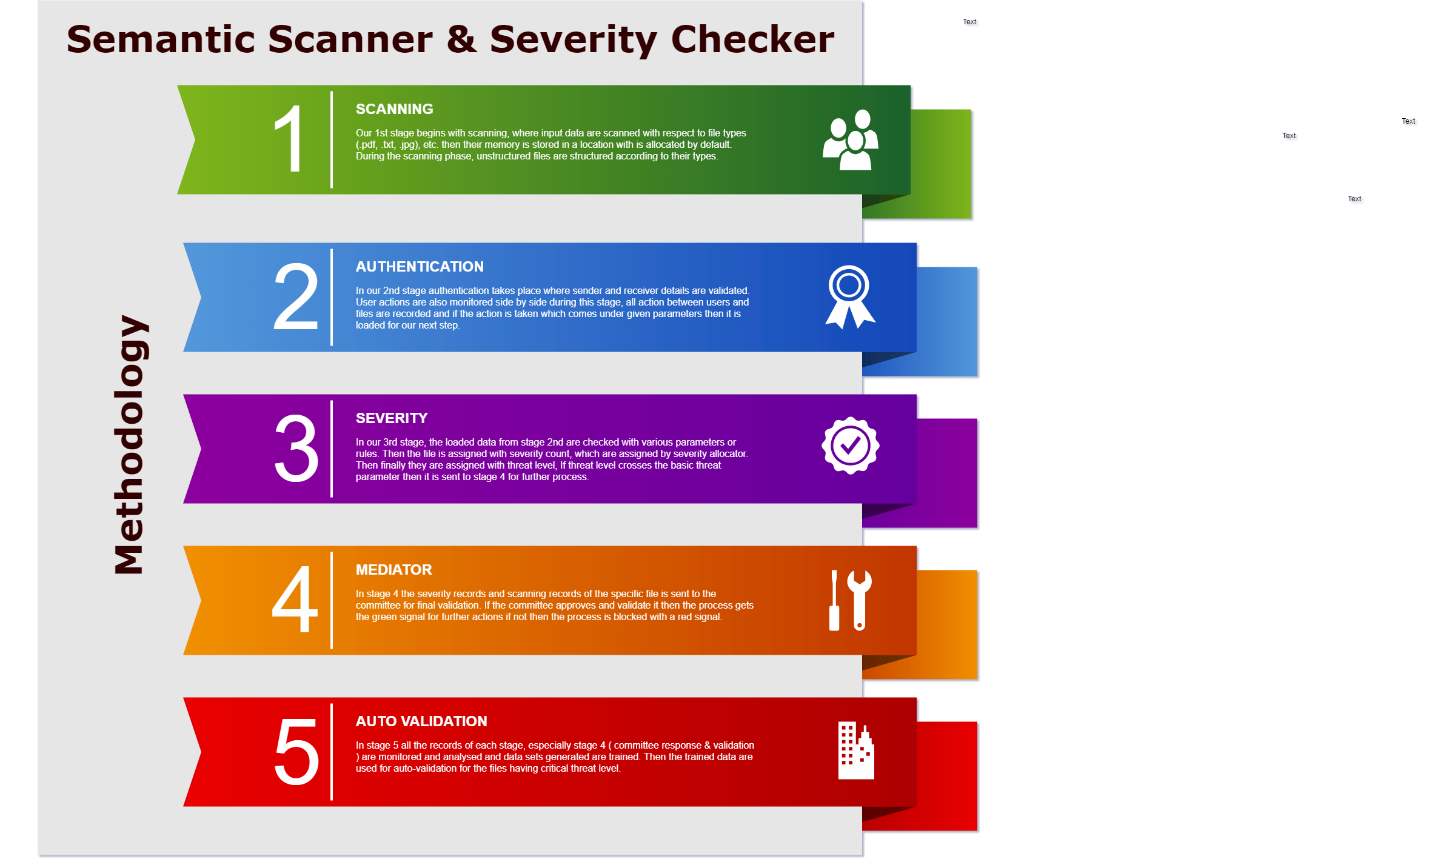 Semantic Scanner & Severity Checker
Text
Text
Text
Text
Methodology
1
SCANNING
Our 1st stage begins with scanning, where input data are scanned with respect to file types
(.pdf, .txt, .jpg), etc. then their memory is stored in a location with is allocated by default.
During the scanning phase, unstructured files are structured according to their types.
2
AUTHENTICATION
In our 2nd stage authentication takes place where sender and receiver details are validated.
User actions are also monitored side by side during this stage, all action between users and
files are recorded and if the action is taken which comes under given parameters then it is
loaded for our next step.
3
SEVERITY
In our 3rd stage, the loaded data from stage 2nd are checked with various parameters or
rules. Then the file is assigned with severity count, which are assigned by severity allocator.
Then finally they are assigned with threat level, If threat level crosses the basic threat
parameter then it is sent to stage 4 for further process.
4
MEDIATOR
In stage 4 the severity records and scanning records of the specific file is sent to the
committee for final validation. If the committee approves and validate it then the process gets
the green signal for further actions if not then the process is blocked with a red signal.
5
AUTO VALIDATION
In stage 5 all the records of each stage, especially stage 4 ( committee response & validation
) are monitored and analysed and data sets generated are trained. Then the trained data are
used for auto-validation for the files having critical threat level.